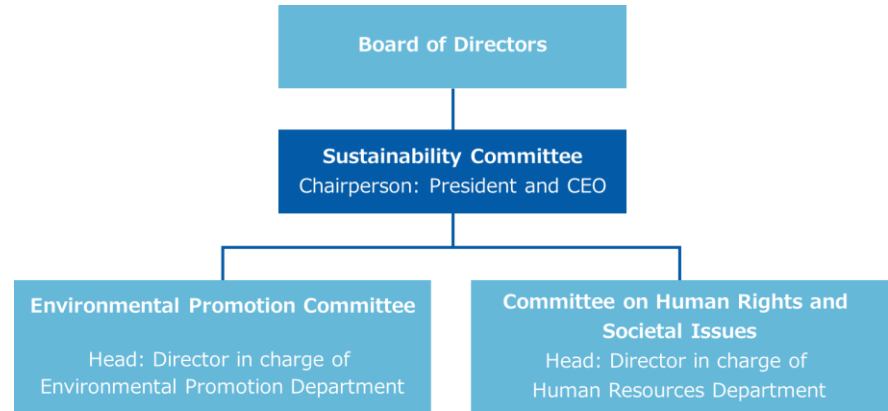 Board of Directors
Sustainability Committee
Chairperson: President and CEO
Environmental Promotion Committee
Head: Director in charge of
Environmental Promotion Department
Committee on Human Rights and
Societal Issues
Head: Director in charge of
Human Resources Department